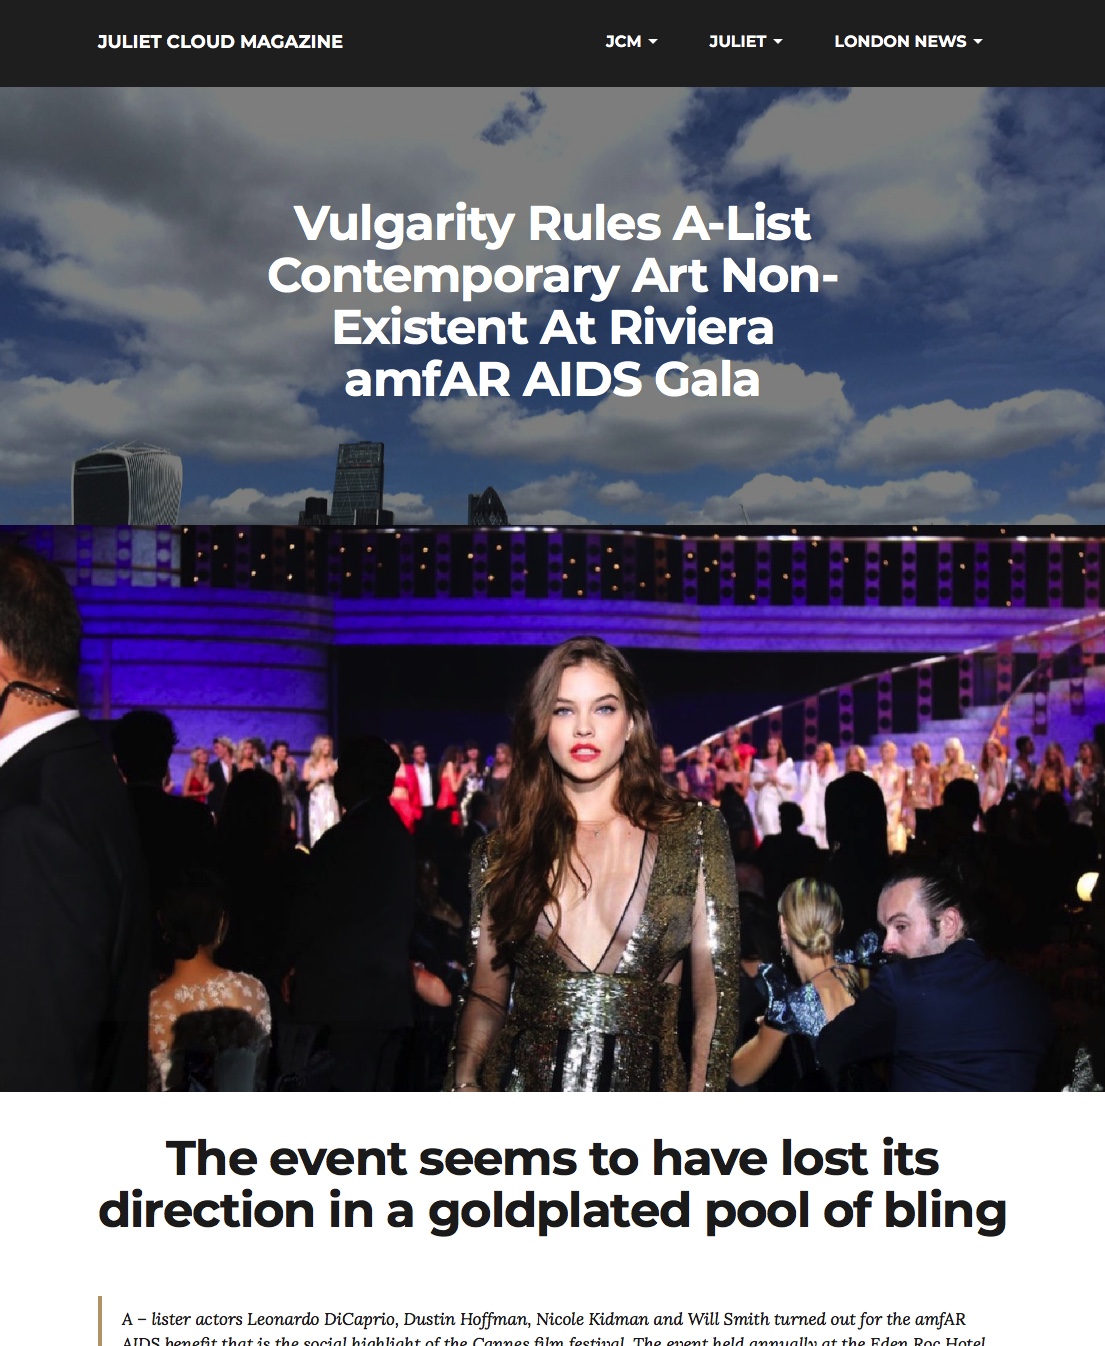 JULIET CLOUD MAGAZINE
JCM
JULIET
LONDON NEWS
Vulgarity Rules A-List
Contemporary Art Non-
Existent At Riviera
amfAR AIDS Gala
The event seems to have lost its
direction in a goldplated pool of bling
A – lister actors Leonardo DiCaprio, Dustin Hoffman, Nicole Kidman and Will Smith turned out for the amfAR
AIDS benefit that is the social highlight of the Cannes film festival. The event held annually at the Eden Roc Hotel